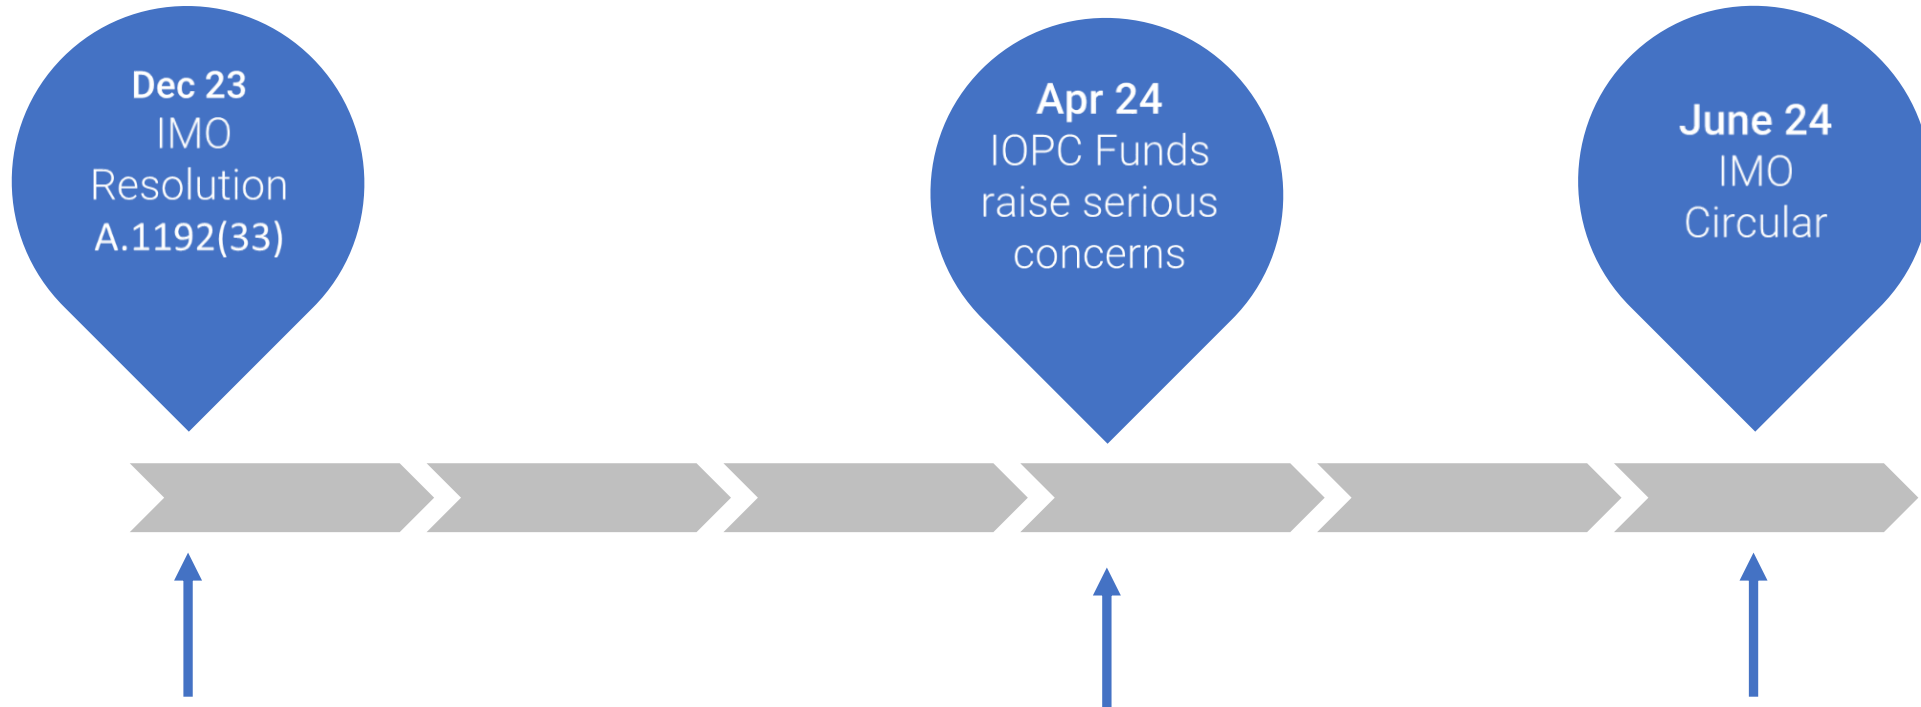 Dec 23
IMO
Resolution
A.1192(33)
Apr 24
IOPC Funds
raise serious
concerns
June 24
IMO
Circular